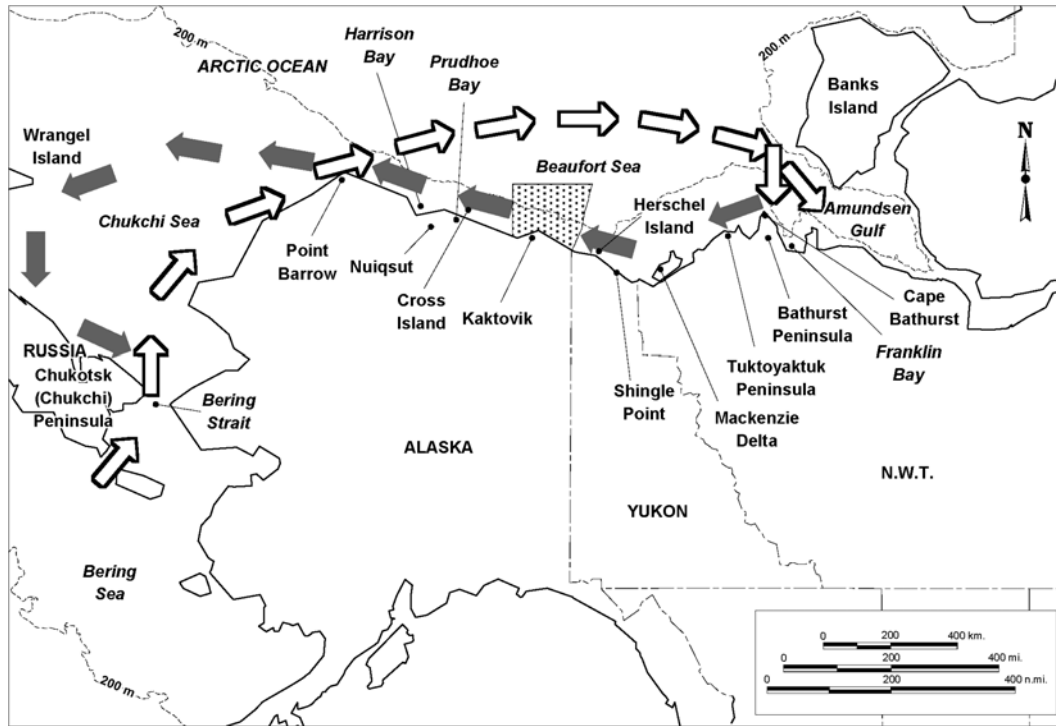 200 m
ARCTIC OCEAN
Harrison
Bay
Prudhoe
Bay
200 m
Banks
Island
N
Wrangel
Island
Beaufort Sea
Chukchi Sea
Herschel
Island
Amundsen
Gulf
Point
Barrow
Nuiqsut
Cross
Island
Kaktovik
Cape
Bathurst
Bathurst
Peninsula
Franklin
Bay
RUSSIA
Chukotsk
(Chukchi)
Peninsula
Tuktoyaktuk
Peninsula
Shingle
Point
Bering
Strait
Mackenzie
Delta
ALASKA
N.W.T.
YUKON
Bering
Sea
200 m
0 200 400 km.
0 200 400 mi.
0 200 400 n.mi.